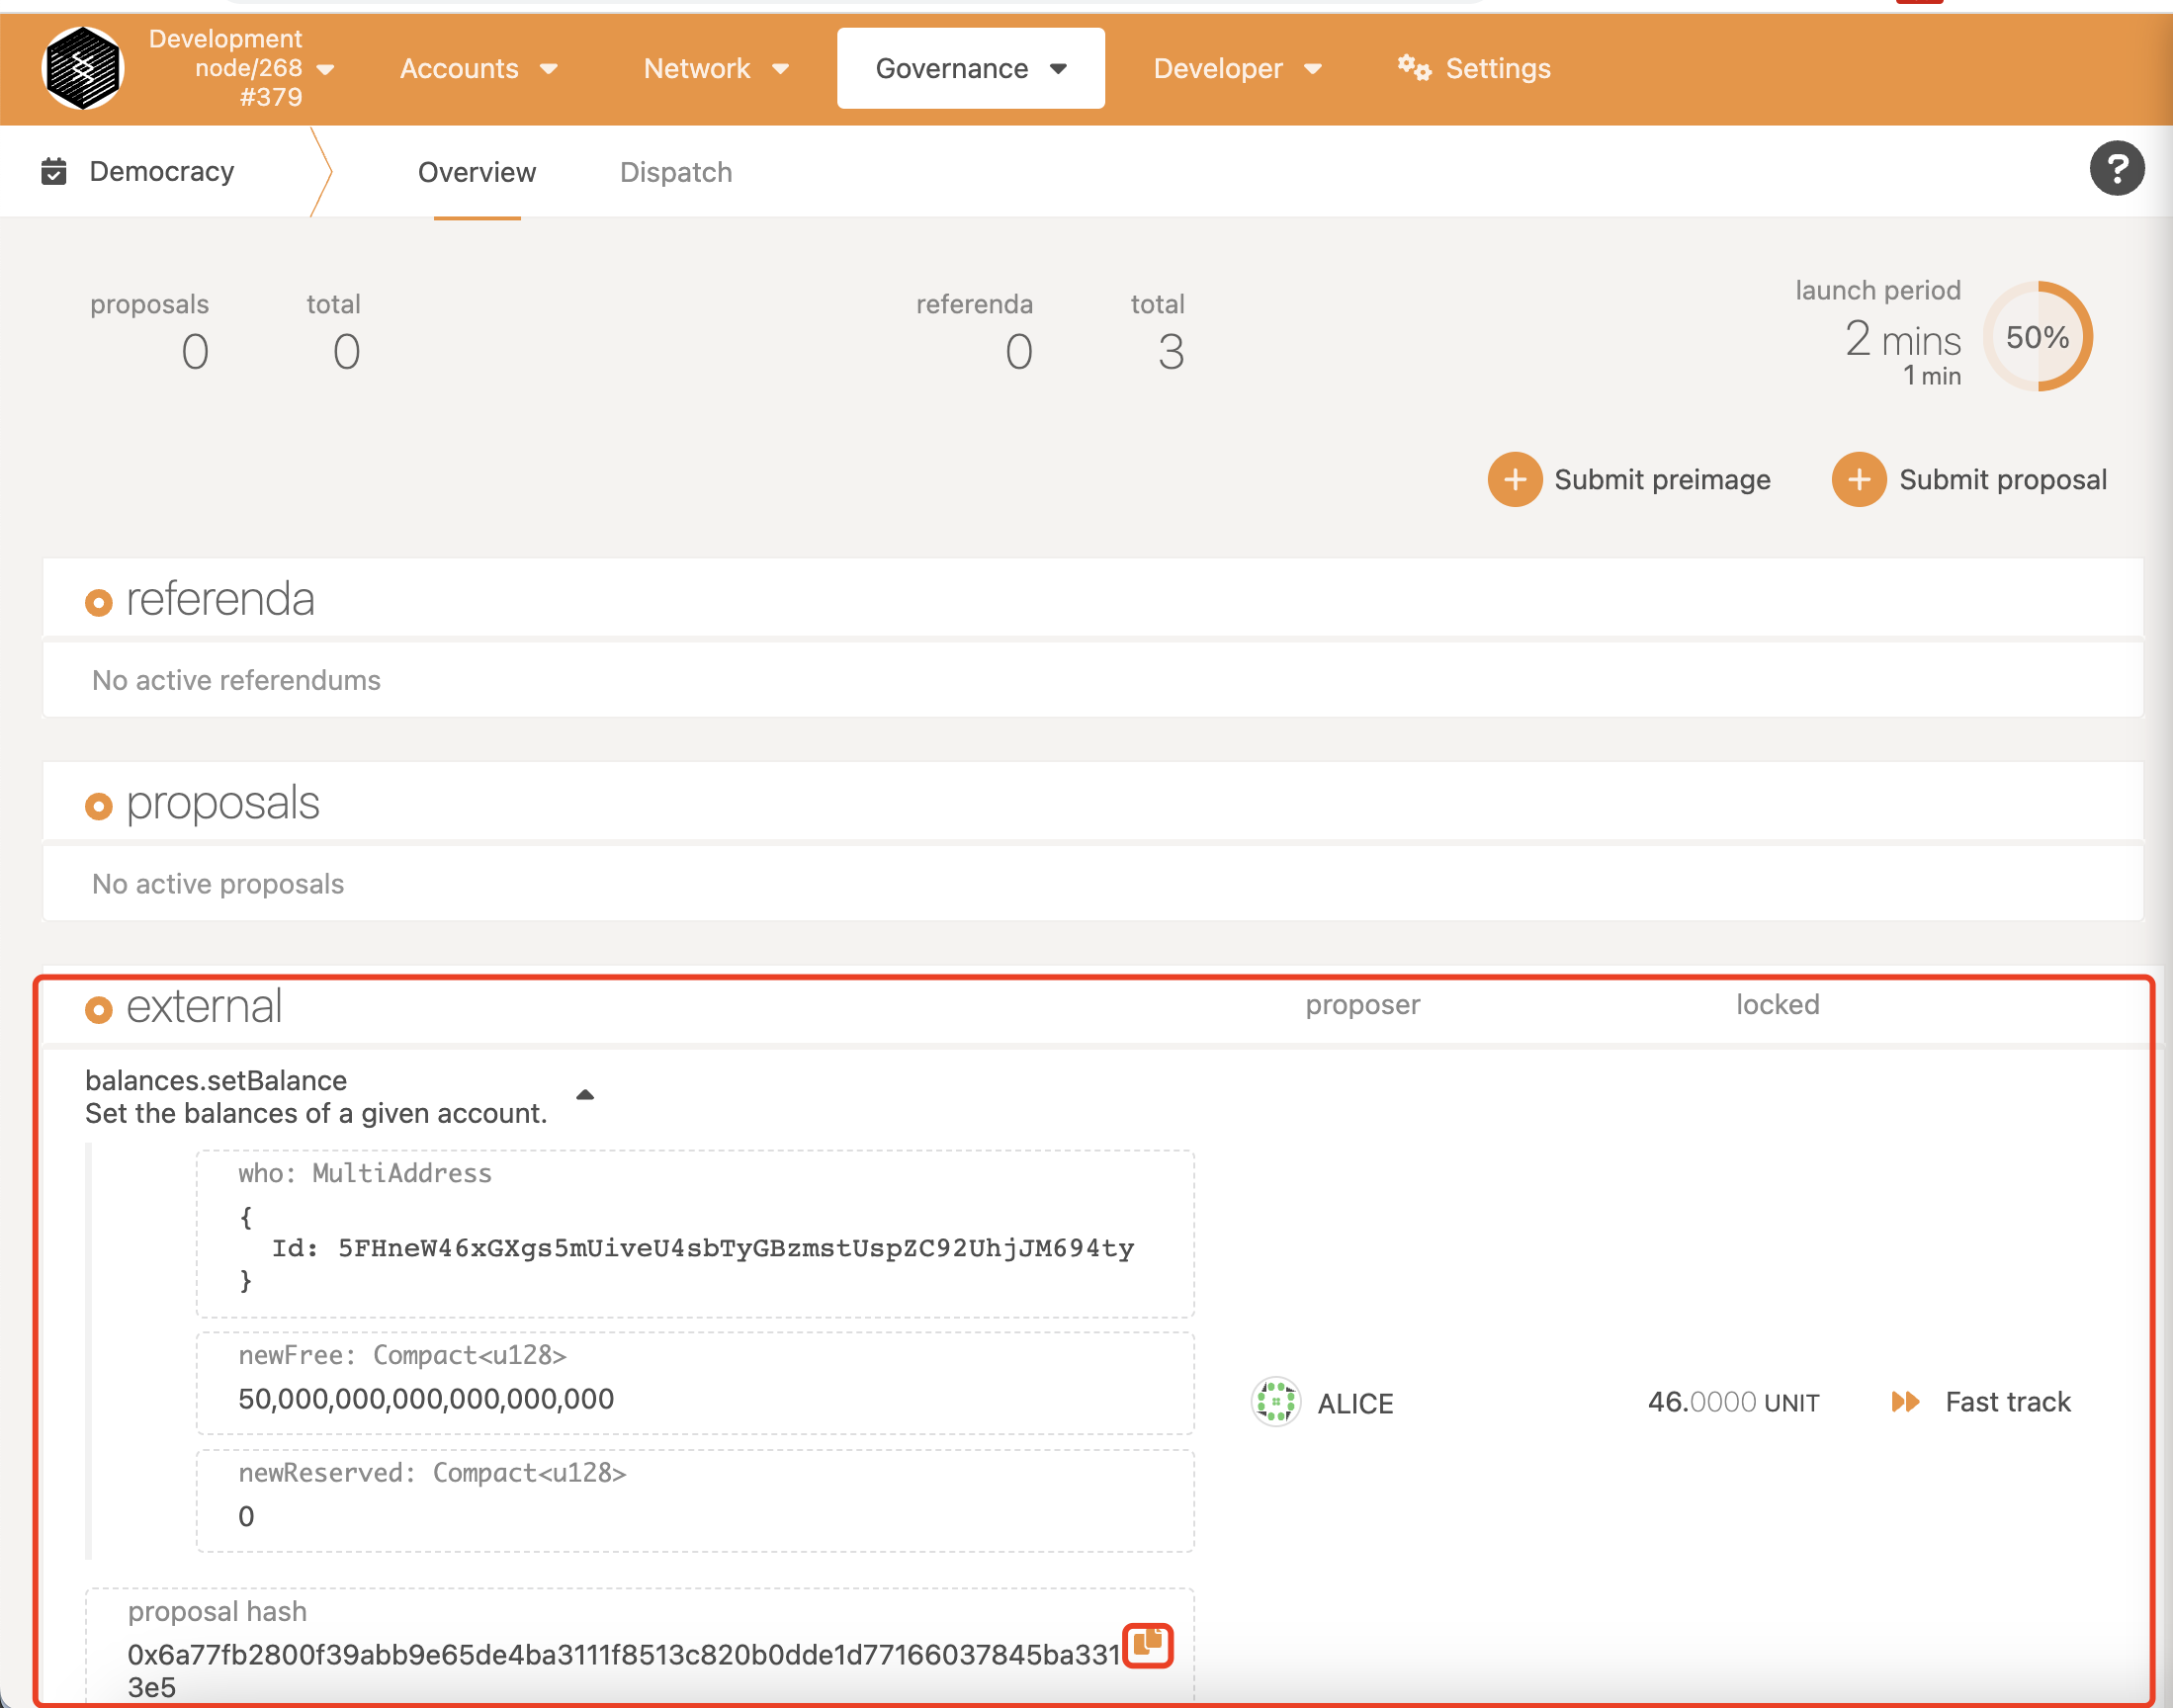 Development
node/268
#379
Accounts
Network
Governance
Developer
Settings
Democracy
Overview
Dispatch
?
proposals
0
total
0
referenda
0
total
3
launch period
2 mins
1 min
50%
Submit preimage
Submit proposal
referenda
No active referendums
proposals
No active proposals
external
proposer
locked
balances.setBalance
Set the balances of a given account.
who: MultiAddress
{
Id: 5FHneW46xGXgs5mUiveU4sbTyGBzmstUspZC92UhjJM694ty
}
newFree: Compact<u128>
50,000,000,000,000,000,000
newReserved: Compact<u128>
0
ALICE
46.0000 UNIT
Fast track
proposal hash
0x6a77fb2800f39abb9e65de4ba3111f8513c820b0dde1d77166037845ba331
3e5